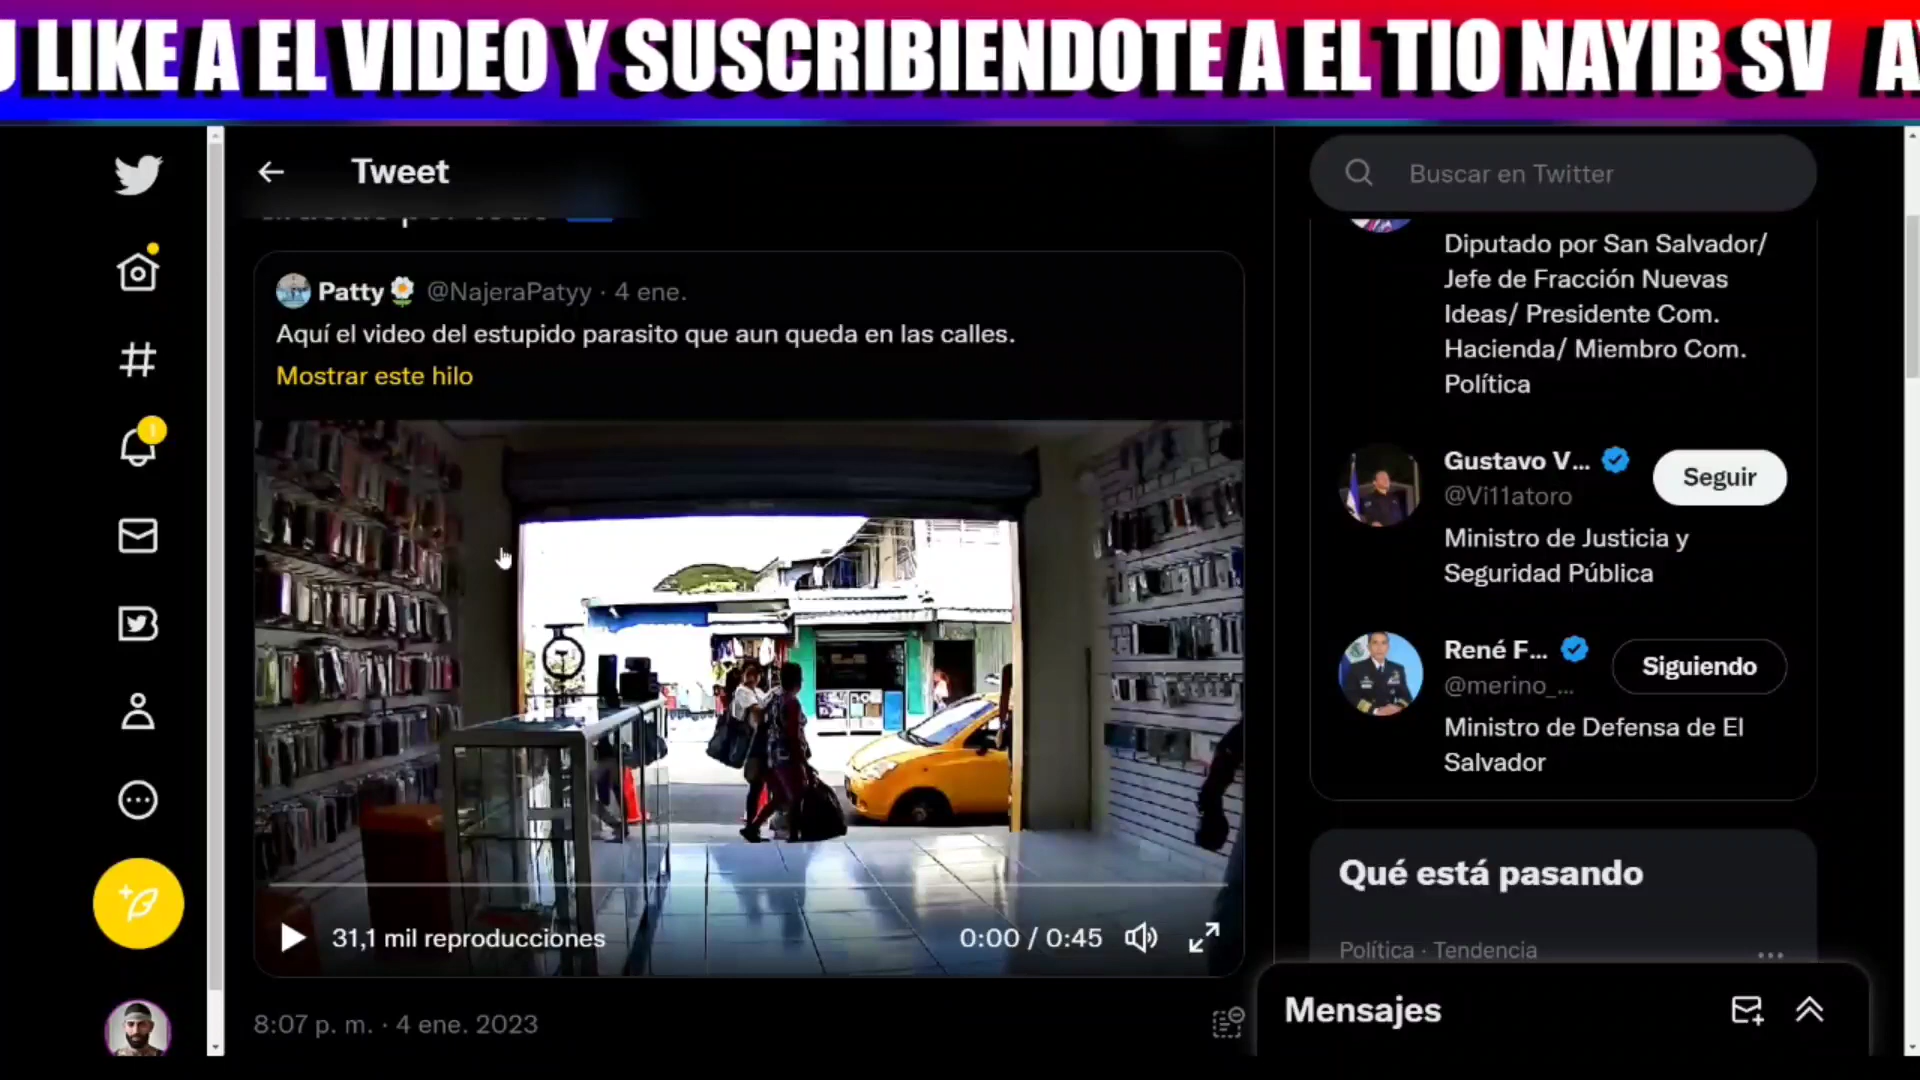 LIKE A EL VIDEO Y SUSCRIBIENDOTE A EL TIO NAYIB SV
Tweet
Buscar en Twitter
Patty @NajeraPatyy · 4 ene.
Aquí el video del estupido parasito que aun queda en las calles.
Mostrar este hilo
31,1 mil reproducciones
0:00 / 0:45
8:07 p. m. · 4 ene. 2023
Diputado por San Salvador/
Jefe de Fracción Nuevas
Ideas/ Presidente Com.
Hacienda/ Miembro Com.
Política
Gustavo V...
@Vi11atoro
Seguir
Ministro de Justicia y
Seguridad Pública
René F...
@merino_...
Siguiendo
Ministro de Defensa de El
Salvador
Qué está pasando
Política · Tendencia
Mensajes
1